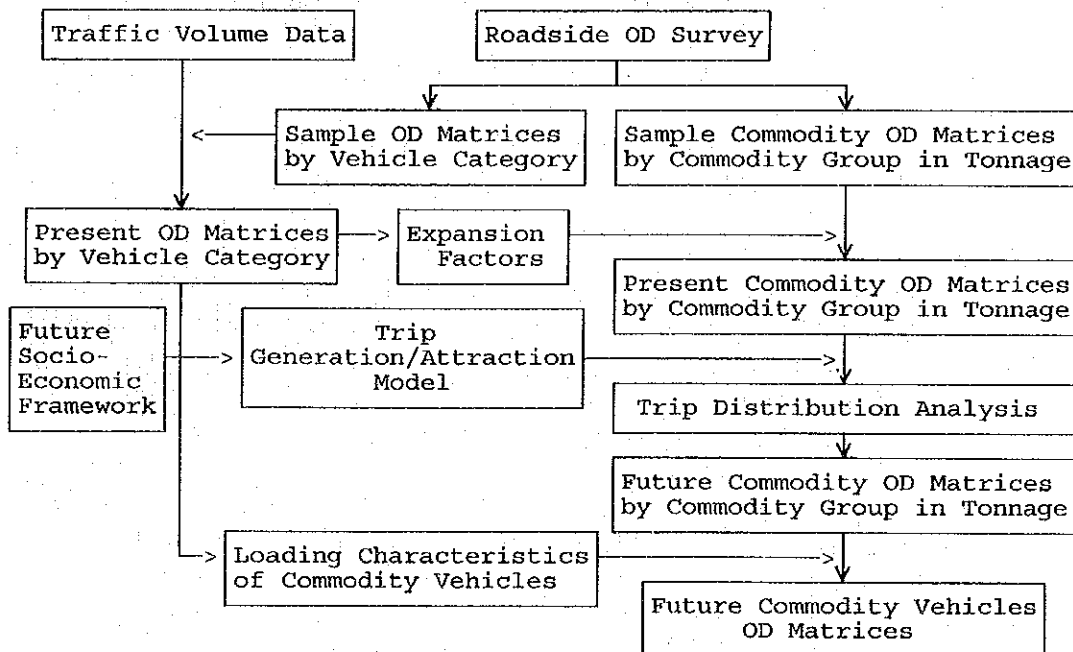 Traffic Volume Data
Roadside OD Survey
Sample OD Matrices
by Vehicle Category
Sample Commodity OD Matrices
by Commodity Group in Tonnage
Present OD Matrices
by Vehicle Category
Expansion
Factors
Present Commodity OD Matrices
by Commodity Group in Tonnage
Future
Socio-
Economic
Framework
Trip
Generation/Attraction
Model
Trip Distribution Analysis
Future Commodity OD Matrices
by Commodity Group in Tonnage
Loading Characteristics
of Commodity Vehicles
Future Commodity Vehicles
OD Matrices